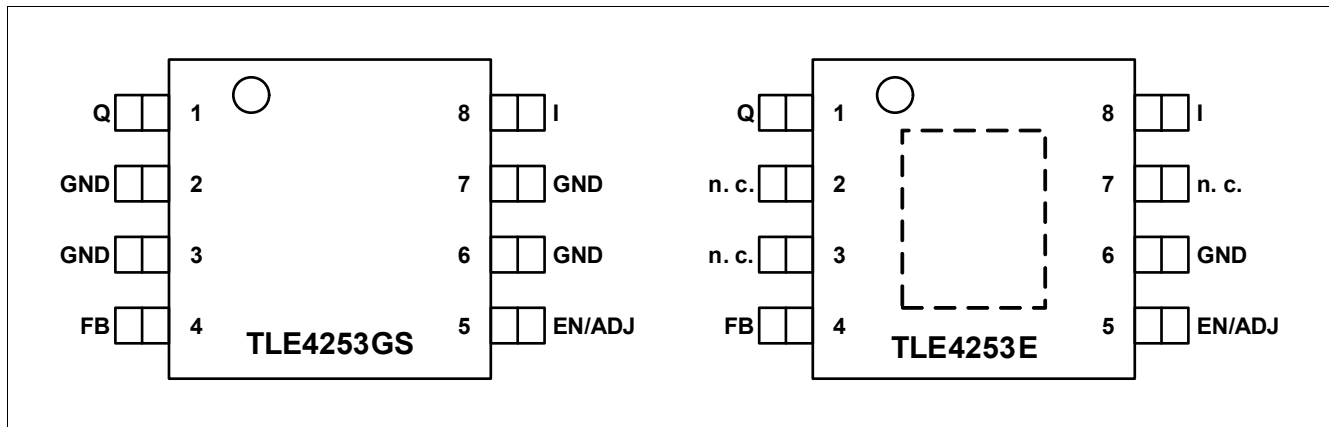 Q 1 8 I
GND 2 7 GND
GND 3 6 GND
FB 4 5 EN/ADJ
TLE4253GS
Q 1 8 I
n. c. 2 7 n. c.
n. c. 3 6 GND
FB 4 5 EN/ADJ
TLE4253E